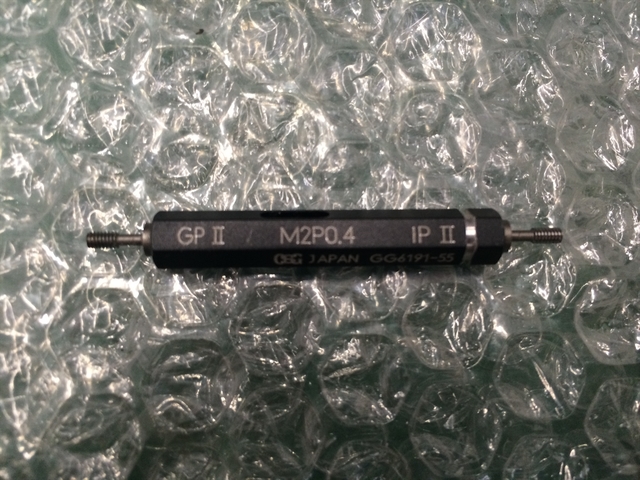 GP II M2P0.4 IP II
OSG JAPAN GG6191-55